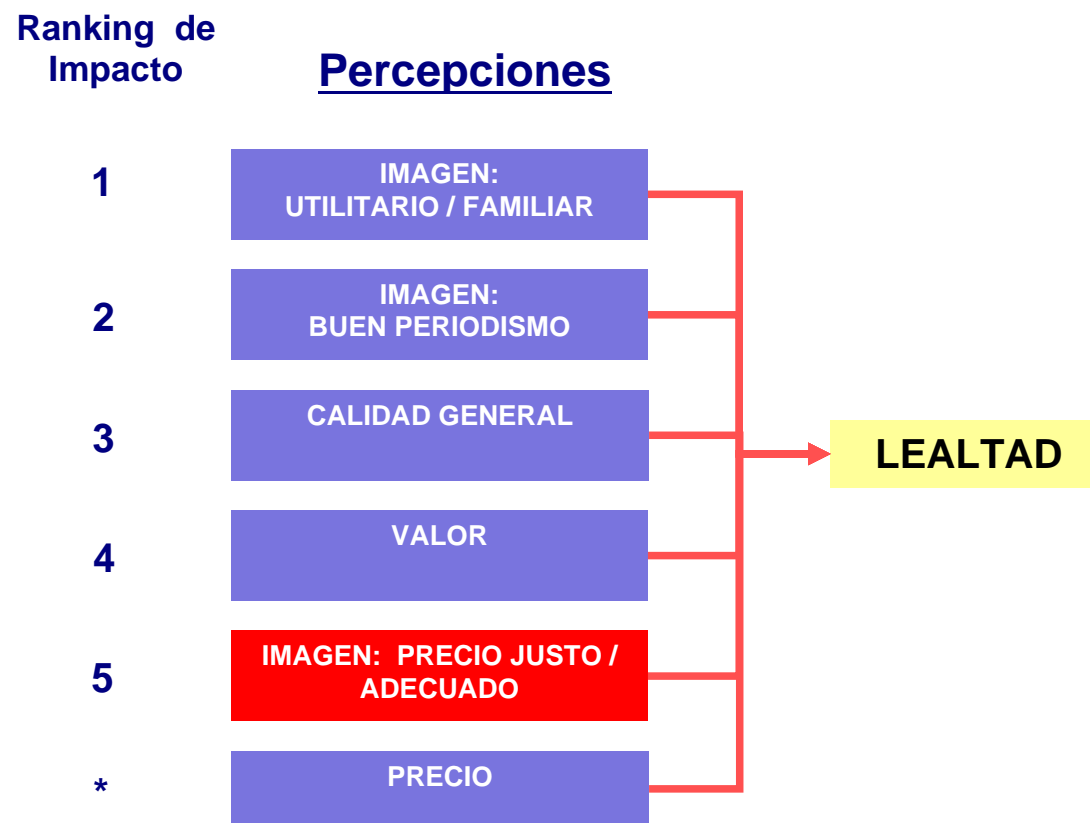 Ranking de
Impacto
Percepciones
1
IMAGEN:
UTILITARIO / FAMILIAR
2
IMAGEN:
BUEN PERIODISMO
3
CALIDAD GENERAL
LEALTAD
4
VALOR
5
IMAGEN: PRECIO JUSTO /
ADECUADO
*
PRECIO